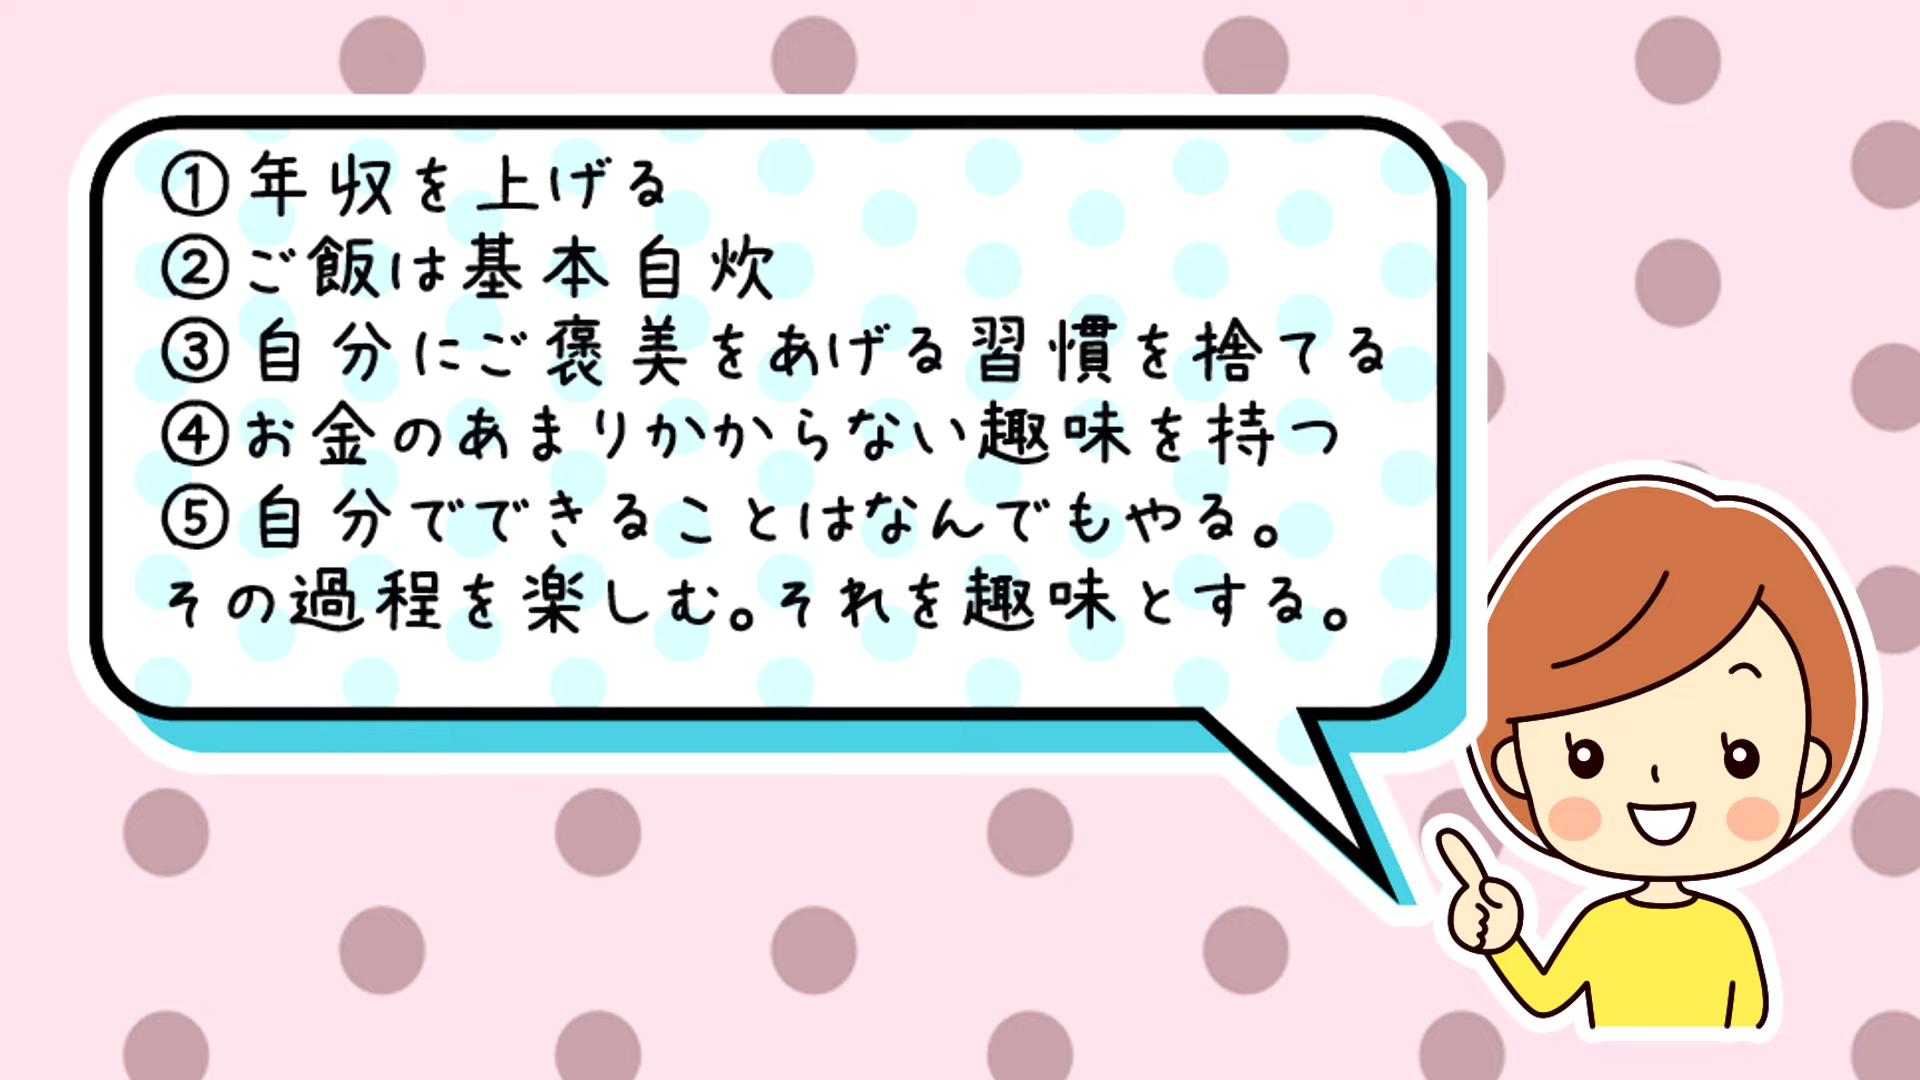 ①年収を上げる
②ご飯は基本自炊
③自分にご褒美をあげる習慣を捨てる
④お金のあまりかからない趣味を持つ
⑤自分でできることはなんでもやる。
その過程を楽しむ。それを趣味とする。